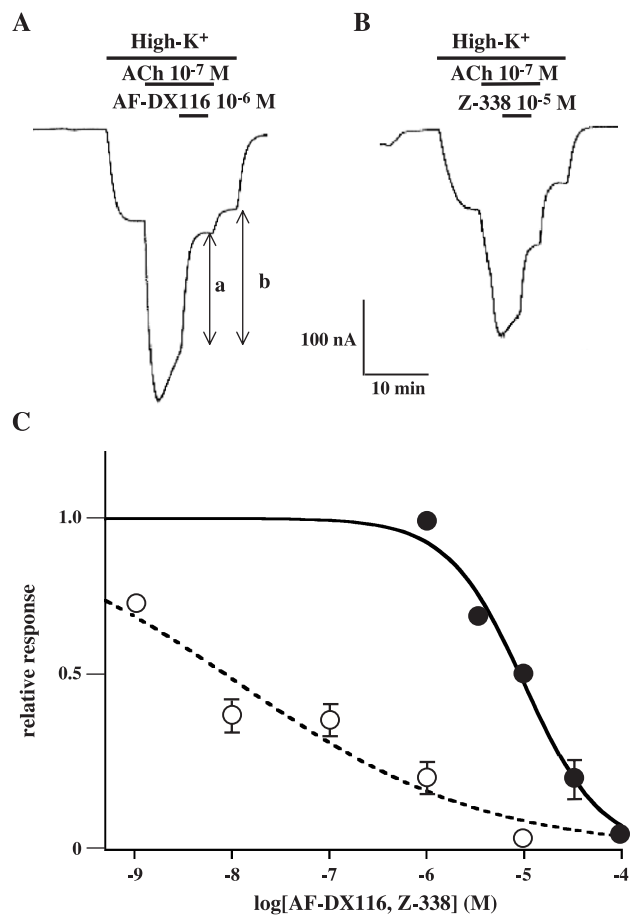 A
High-K+
ACh 10-7 M
AF-DX116 10-6 M
a
b
B
High-K+
ACh 10-7 M
Z-338 10-5 M
100 nA
10 min
C
relative response
1.0
0.5
0
-9 -8 -7 -6 -5 -4
log[AF-DX116, Z-338] (M)